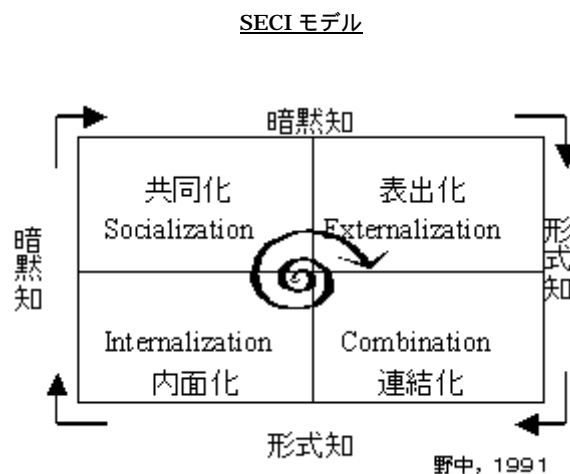 SECI モデル
暗黙知
共同化
Socialization
表出化
Externalization
暗黙知
形式知
Internalization
内面化
Combination
連結化
形式知
野中, 1991